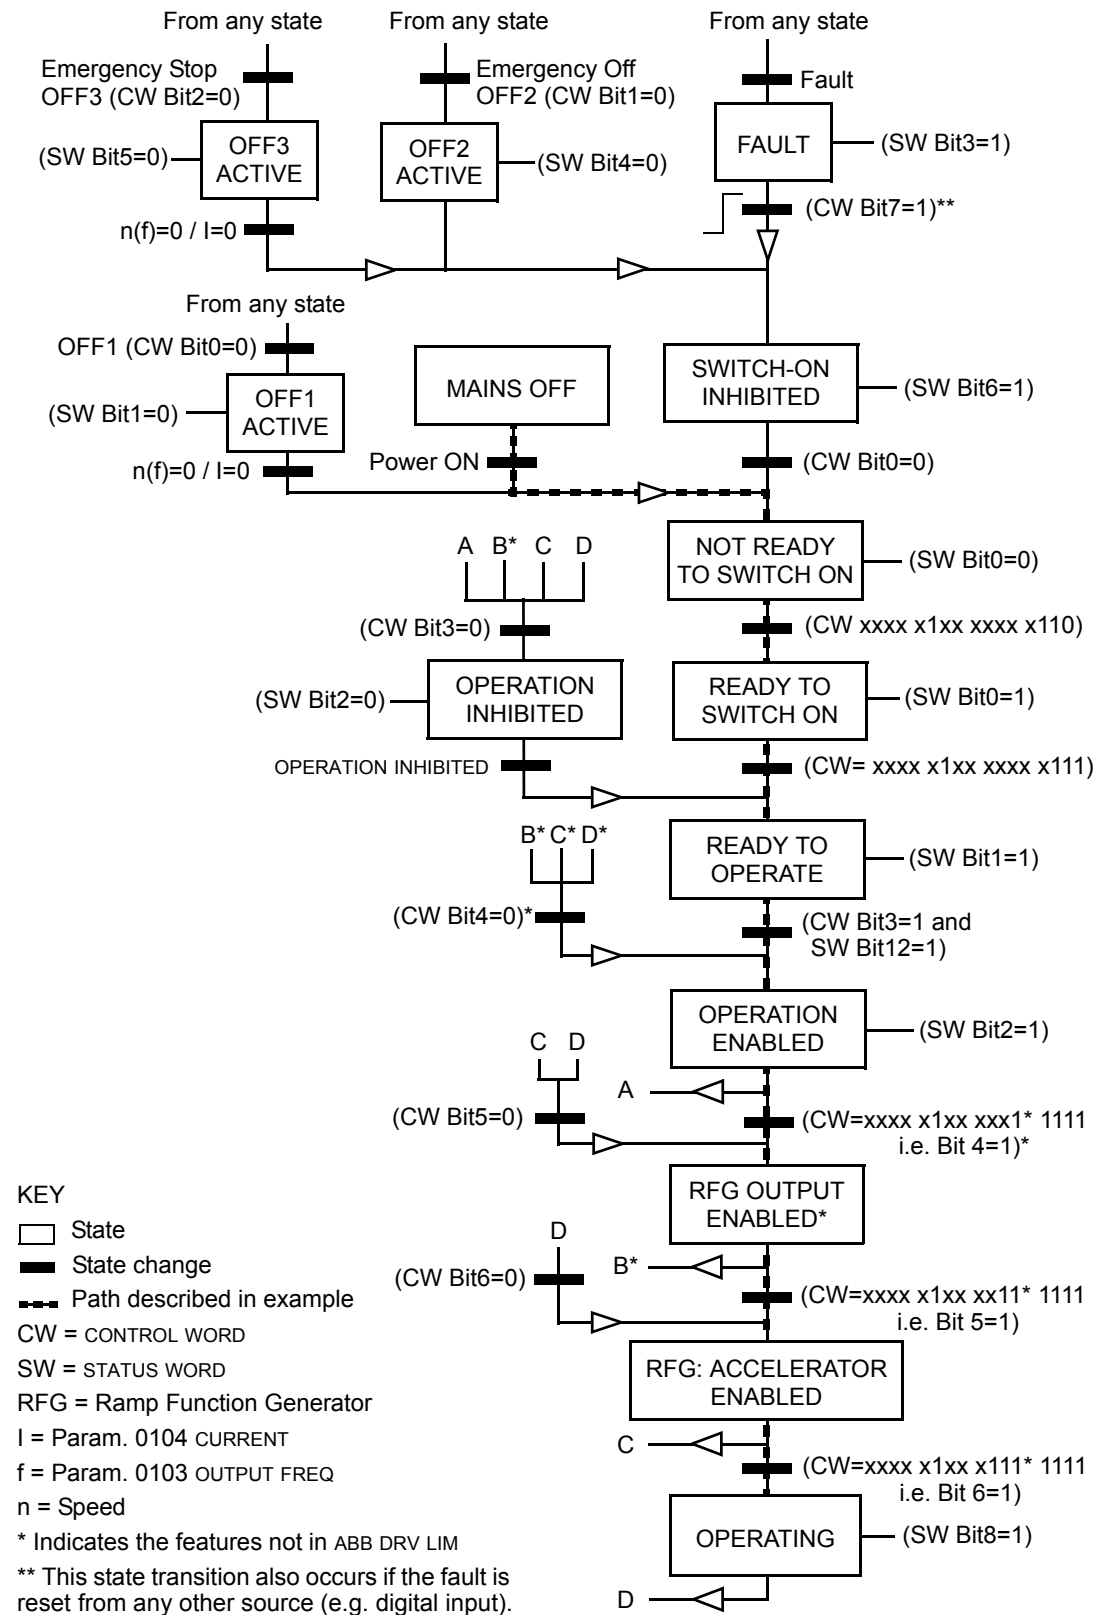 From any state
From any state
From any state
Emergency Stop
OFF3 (CW Bit2=0)
Emergency Off
OFF2 (CW Bit1=0)
Fault
OFF3
ACTIVE
(SW Bit5=0)
OFF2
ACTIVE
(SW Bit4=0)
FAULT
(SW Bit3=1)
n(f)=0 / I=0
(CW Bit7=1)**
From any state
OFF1 (CW Bit0=0)
OFF1
ACTIVE
(SW Bit1=0)
MAINS OFF
SWITCH-ON
INHIBITED
(SW Bit6=1)
n(f)=0 / I=0
Power ON
(CW Bit0=0)
A B* C D
NOT READY
TO SWITCH ON
(SW Bit0=0)
(CW Bit3=0)
(CW xxxx x1xx xxxx x110)
(SW Bit2=0)
OPERATION
INHIBITED
READY TO
SWITCH ON
(SW Bit0=1)
OPERATION INHIBITED
(CW= xxxx x1xx xxxx x111)
B* C* D*
READY TO
OPERATE
(SW Bit1=1)
(CW Bit4=0)*
(CW Bit3=1 and
SW Bit12=1)
OPERATION
ENABLED
(SW Bit2=1)
C D
A
(CW Bit5=0)
(CW=xxxx x1xx xxx1* 1111
i.e. Bit 4=1)*
RFG OUTPUT
ENABLED*
D
B*
(CW Bit6=0)
(CW=xxxx x1xx xx11* 1111
i.e. Bit 5=1)
RFG: ACCELERATOR
ENABLED
C
(CW=xxxx x1xx x111* 1111
i.e. Bit 6=1)
OPERATING
(SW Bit8=1)
D
KEY
State
State change
Path described in example
CW = CONTROL WORD
SW = STATUS WORD
RFG = Ramp Function Generator
I = Param. 0104 CURRENT
f = Param. 0103 OUTPUT FREQ
n = Speed
* Indicates the features not in ABB DRV LIM
** This state transition also occurs if the fault is
reset from any other source (e.g. digital input).